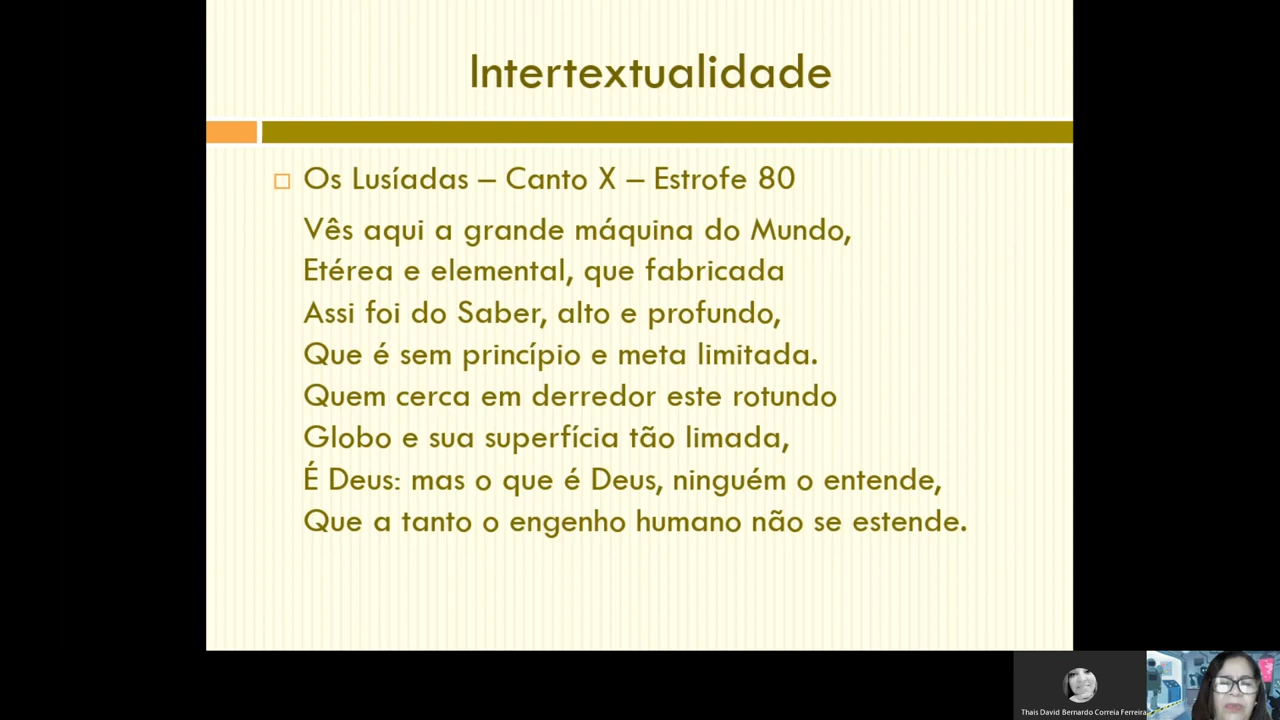 Intertextualidade
Os Lusíadas – Canto X – Estrofe 80
Vês aqui a grande máquina do Mundo,
Etérea e elemental, que fabricada
Assi foi do Saber, alto e profundo,
Que é sem princípio e meta limitada.
Quem cerca em derredor este rotundo
Globo e sua superfície tão limada,
É Deus: mas o que é Deus, ninguém o entende,
Que a tanto o engenho humano não se estende.
Thais David Bernardo Correia Ferreira